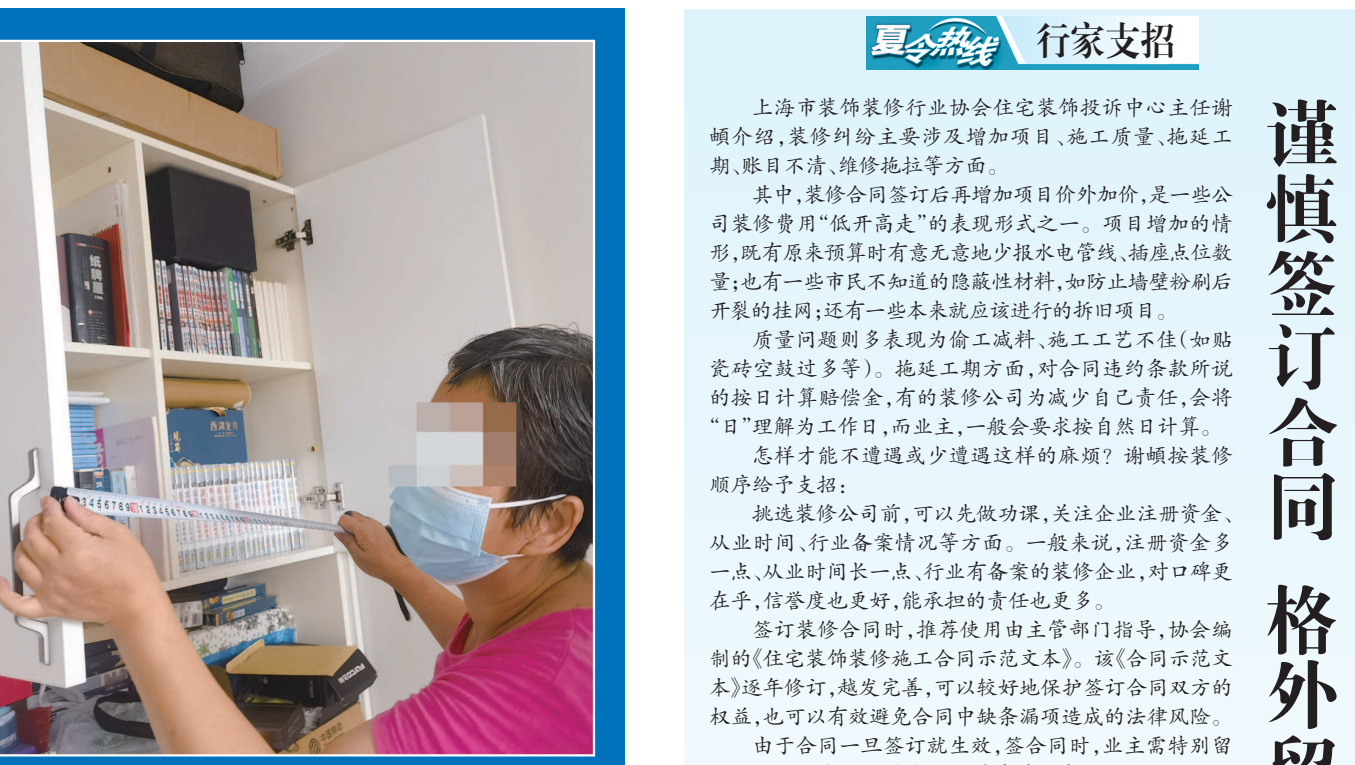 夏令热线 行家支招
谨慎签订合同 格外
上海市装饰装修行业协会住宅装饰投诉中心主任谢
崸介绍,装修纠纷主要涉及增加项目、施工质量、拖延工
期、账目不清、维修拖拉等方面。
其中,装修合同签订后再增加项目价外加价,是一些公
司装修费用“低开高走”的表现形式之一。项目增加的情
形,既有原来预算时有意无意地少报水电管线、插座点位数
量;也有一些市民不知道的隐蔽性材料,如防止墙壁粉刷后
开裂的挂网;还有一些本来就应该进行的拆旧项目。
质量问题则多表现为偷工减料、施工工艺不佳(如贴
瓷砖空鼓过多等)。拖延工期方面,对合同违约条款所说
的按日计算赔偿金,有的装修公司为减少自己责任,会将
“日”理解为工作日,而业主,一般会要求按自然日计算。
怎样才能不遭遇或少遭遇这样的麻烦?谢崸按装修
顺序给予支招:
挑选装修公司前,可以先做功课,关注企业注册资金、
从业时间、行业备案情况等方面。一般来说,注册资金多
一点、从业时间长一点、行业有备案的装修企业,对口碑更
在乎,信誉度也更好,能承担的责任也更多。
签订装修合同时,推荐使用由主管部门指导,协会编
制的《住宅装饰装修施工合同示范文本》。该《合同示范文
本》逐年修订,越发完善,可以较好地保护签订合同双方的
权益,也可以有效避免合同中缺条漏项造成的法律风险。
由于合同一旦签订就生效,签合同时,业主需特别留
纸牌屋
西湖龙井
中国移动